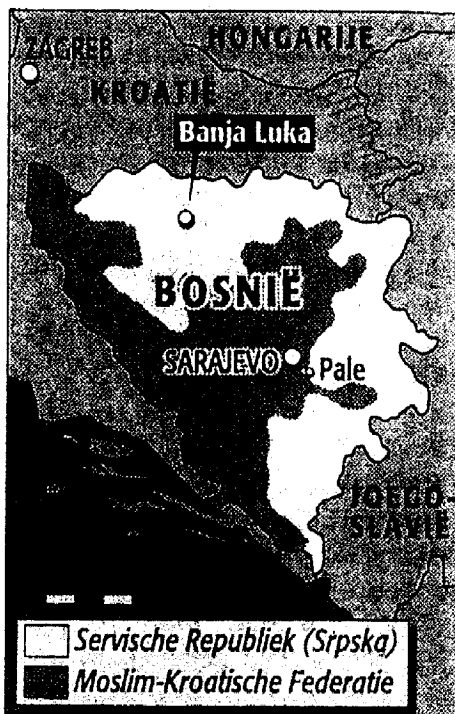 HONGARIJE
ZAGREB
KROATIË
Banja Luka
BOSNIË
SARAJEVO
Pale
JOEGO-
SLAVIË
Servische Republiek (Srpska)
Moslim-Kroatische Federatie